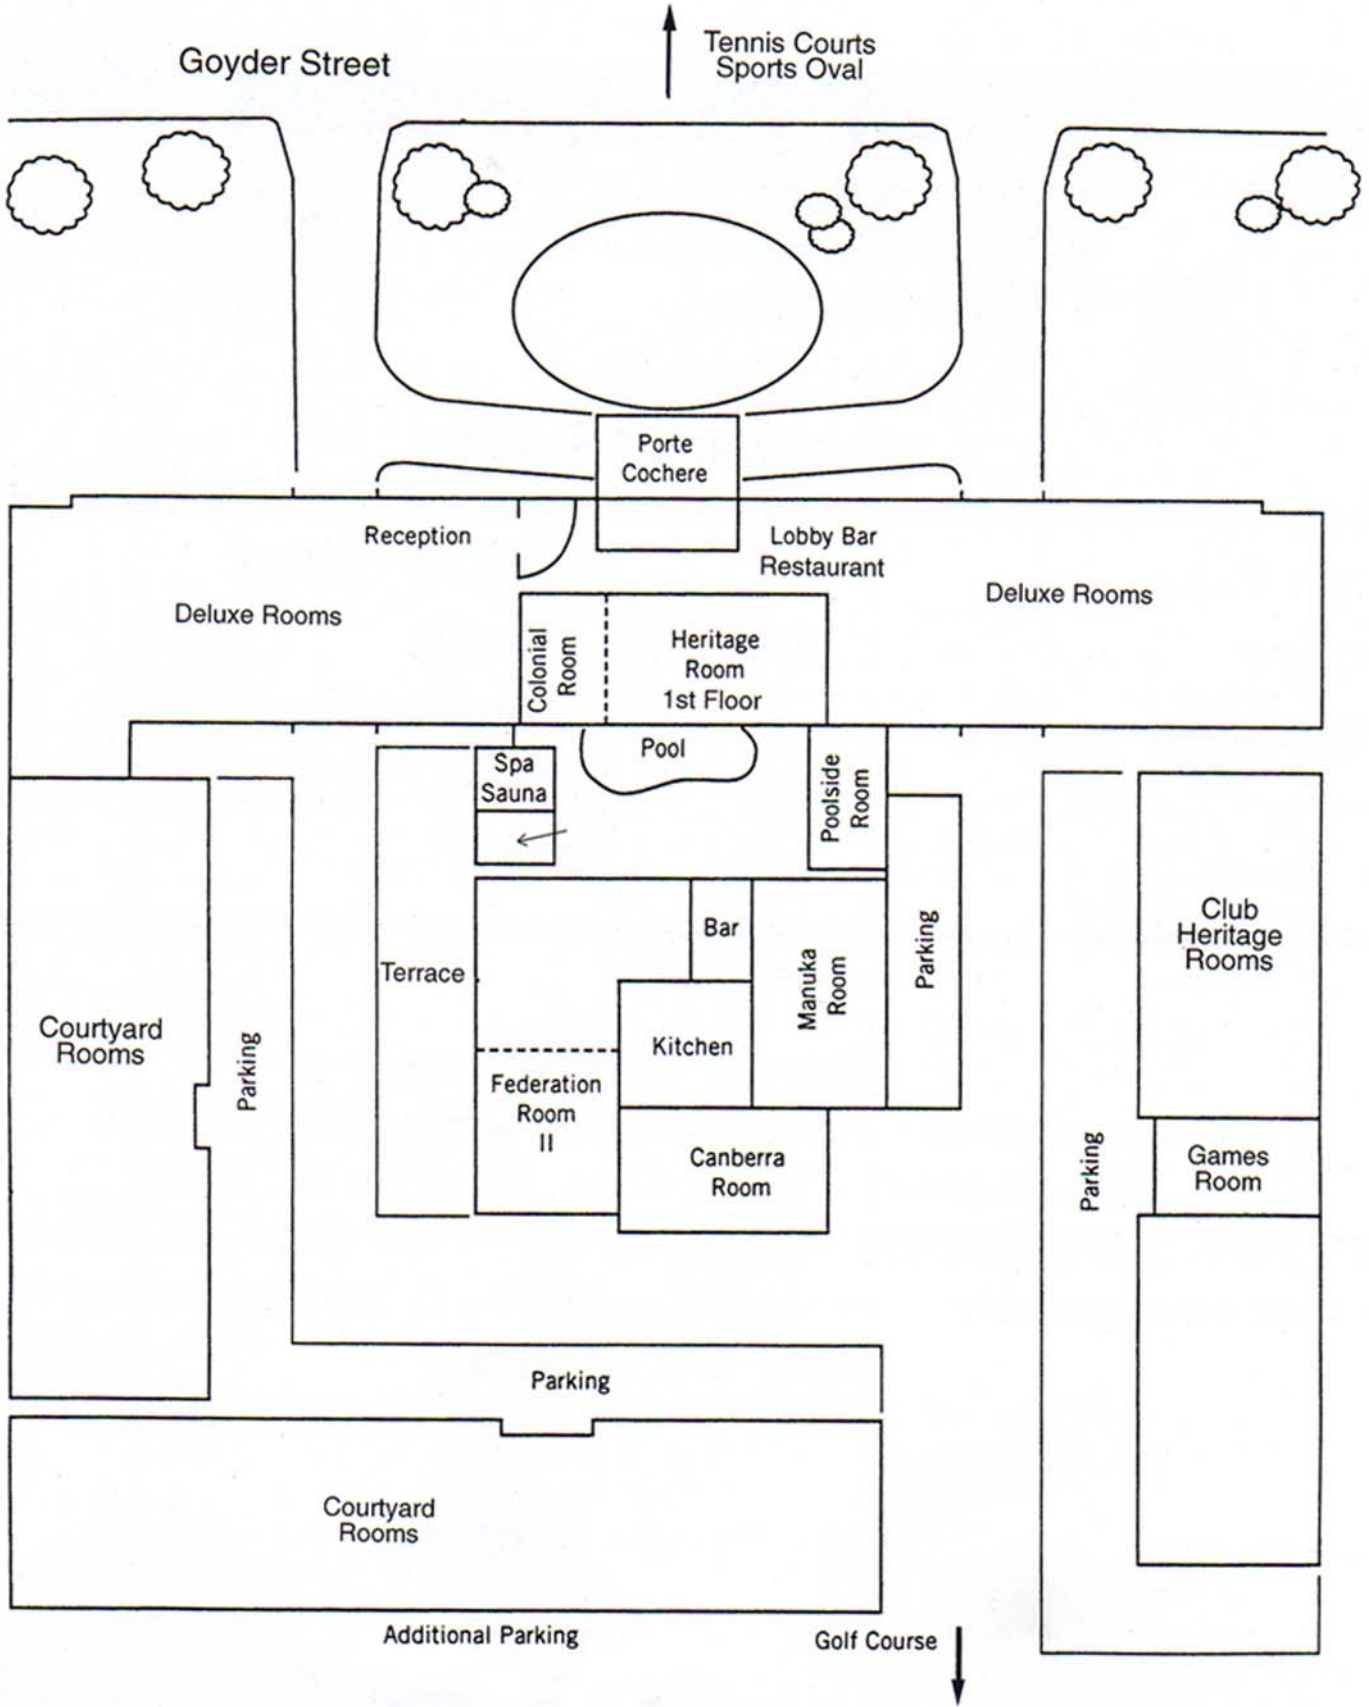 Goyder Street
Tennis Courts
Sports Oval
Porte
Cochere
Reception
Lobby Bar
Restaurant
Deluxe Rooms
Deluxe Rooms
Colonial
Room
Heritage
Room
1st Floor
Pool
Spa
Sauna
Poolside
Room
Bar
Manuka
Room
Parking
Club
Heritage
Rooms
Terrace
Courtyard
Rooms
Parking
Kitchen
Federation
Room
II
Canberra
Room
Parking
Games
Room
Parking
Courtyard
Rooms
Additional Parking
Golf Course